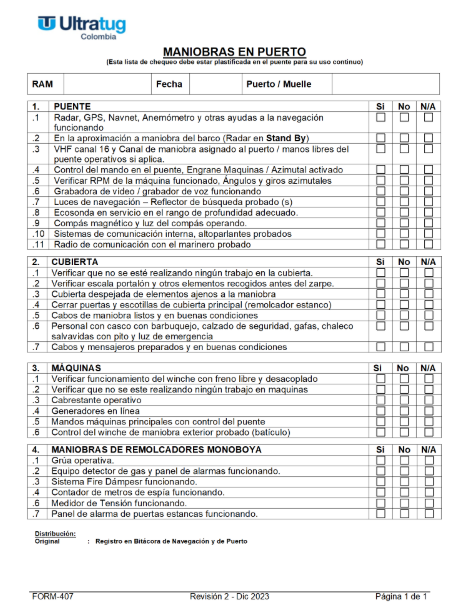 Ultratug
Colombia
MANIOBRAS EN PUERTO
(Esta lista de chequeo debe estar plastificada en el puente para su uso continuo)
RAM Fecha Puerto / Muelle
1. PUENTE Si No N/A
.1 Radar, GPS, Navnet, Anemómetro y otras ayudas a la navegación
funcionando
.2 En la aproximación a maniobra del barco (Radar en Stand By)
.3 VHF canal 16 y Canal de maniobra asignado al puerto / manos libres del
puente operativos si aplica.
.4 Control del mando en el puente, Engrane Maquinas / Azimutal activado
.5 Verificar RPM de la máquina funcionado, Ángulos y giros azimutales
.6 Grabadora de video / grabador de voz funcionando
.7 Luces de navegación – Reflector de búsqueda probado (s)
.8 Ecosonda en servicio en el rango de profundidad adecuado.
.9 Compás magnético y luz del compás operando.
.10 Sistemas de comunicación interna, altoparlantes probados
.11 Radio de comunicación con el marinero probado
2. CUBIERTA Si No N/A
.1 Verificar que no se esté realizando ningún trabajo en la cubierta.
.2 Verificar escala portalón y otros elementos recogidos antes del zarpe.
.3 Cubierta despejada de elementos ajenos a la maniobra
.4 Cerrar puertas y escotillas de cubierta principal (remolcador estanco)
.5 Cabos de maniobra listos y en buenas condiciones
.6 Personal con casco con barbuquejo, calzado de seguridad, gafas, chaleco
salvavidas con pito y luz de emergencia
.7 Cabos y mensajeros preparados y en buenas condiciones
3. MÁQUINAS Si No N/A
.1 Verificar funcionamiento del winche con freno libre y desacoplado
.2 Verificar que no se este realizando ningún trabajo en maquinas
.3 Cabrestante operativo
.4 Generadores en línea
.5 Mandos máquinas principales con control del puente
.6 Control del winche de maniobra exterior probado (batículo)
4. MANIOBRAS DE REMOLCADORES MONOBOYA Si No N/A
.1 Grúa operativa.
.2 Equipo detector de gas y panel de alarmas funcionando.
.3 Sistema Fire Dámpesr funcionando.
.4 Contador de metros de espía funcionando.
.6 Medidor de Tensión funcionando.
.7 Panel de alarma de puertas estancas funcionando.
Distribución:
Original : Registro en Bitácora de Navegación y de Puerto
FORM-407 Revisión 2 - Dic 2023 Página 1 de 1